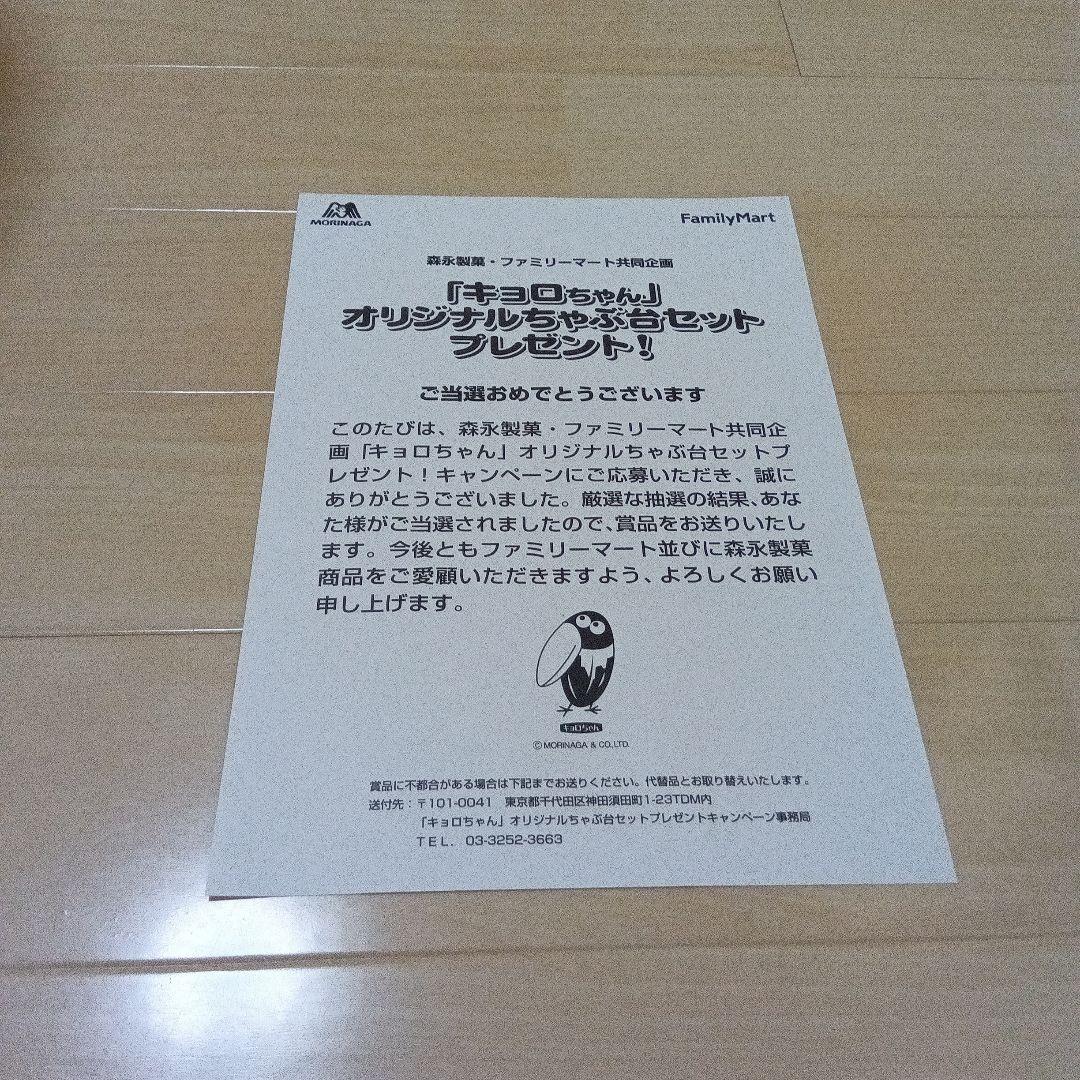 MORINAGA
FamilyMart
森永製菓・ファミリーマート共同企画
「キョロちゃん」
オリジナルちゃぶ台セット
プレゼント！
ご当選おめでとうございます
このたびは、森永製菓・ファミリーマート共同企
画「キョロちゃん」オリジナルちゃぶ台セットプ
レゼント！キャンペーンにご応募いただき、誠に
ありがとうございました。厳選な抽選の結果、あな
た様がご当選されましたので、賞品をお送りいたし
ます。今後ともファミリーマート並びに森永製菓
商品をご愛顧いただきますよう、よろしくお願い
申し上げます。
キョロちゃん
© MORINAGA & CO.,LTD.
賞品に不都合がある場合は下記までお送りください。代替品とお取り替えいたします。
送付先：〒101-0041 東京都千代田区神田須田町1-23TDM内
「キョロちゃん」オリジナルちゃぶ台セットプレゼントキャンペーン事務局
TEL. 03-3252-3663